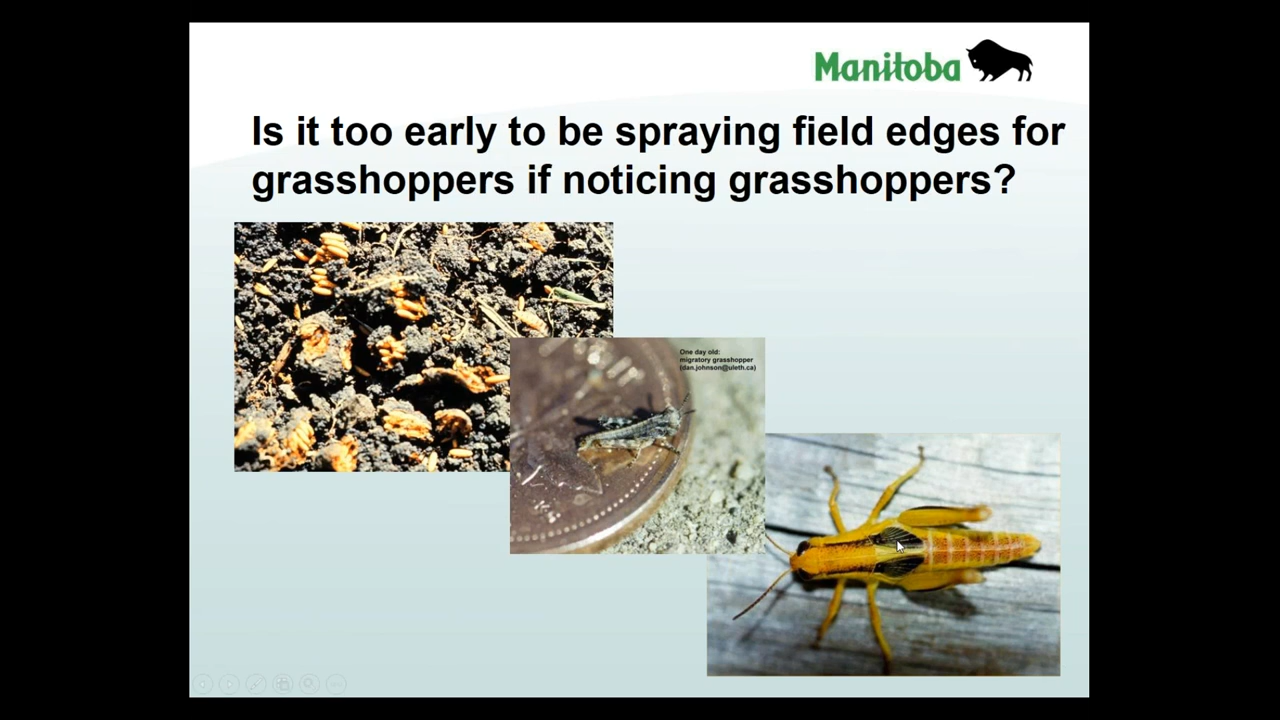 Manitoba
Is it too early to be spraying field edges for
grasshoppers if noticing grasshoppers?
One day old:
migratory grasshopper
(dan.johnson@uleth.ca)